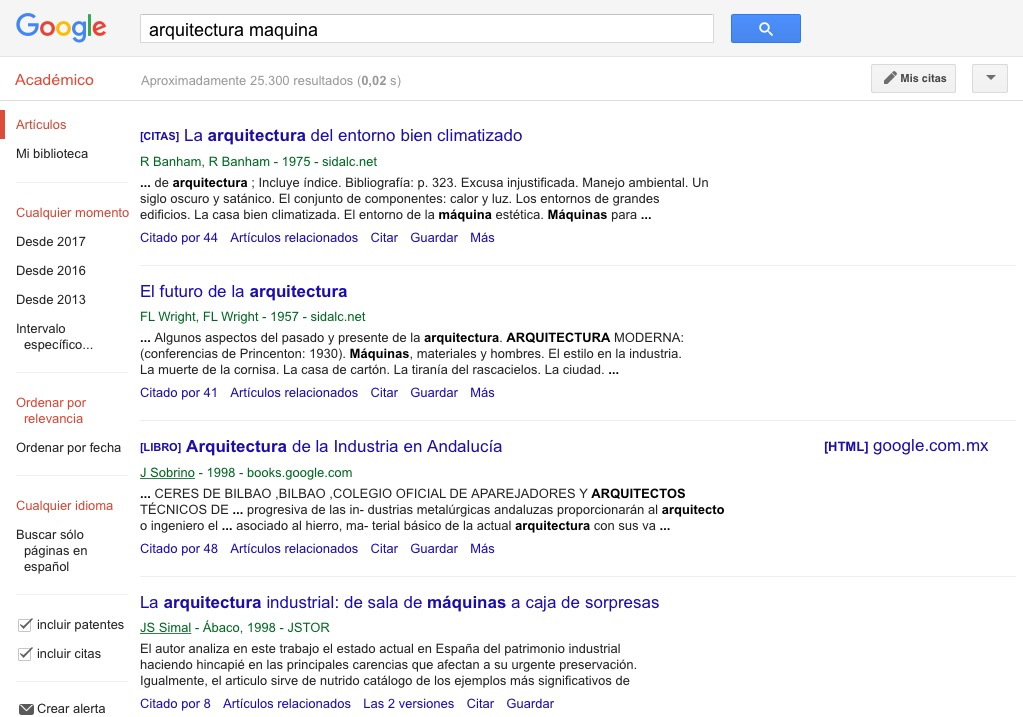 Google
arquitectura maquina
Académico
Aproximadamente 25.300 resultados (0,02 s)
Mis citas
Artículos
Mi biblioteca
Cualquier momento
Desde 2017
Desde 2016
Desde 2013
Intervalo
específico...
Ordenar por
relevancia
Ordenar por fecha
Cualquier idioma
Buscar sólo
páginas en
español
incluir patentes
incluir citas
Crear alerta
[CITAS] La arquitectura del entorno bien climatizado
R Banham, R Banham - 1975 - sidalc.net
... de arquitectura ; Incluye índice. Bibliografía: p. 323. Excusa injustificada. Manejo ambiental. Un
siglo oscuro y satánico. El conjunto de componentes: calor y luz. Los entornos de grandes
edificios. La casa bien climatizada. El entorno de la máquina estética. Máquinas para ...
Citado por 44 Artículos relacionados Citar Guardar Más
El futuro de la arquitectura
FL Wright, FL Wright - 1957 - sidalc.net
... Algunos aspectos del pasado y presente de la arquitectura. ARQUITECTURA MODERNA:
(conferencias de Princenton: 1930). Máquinas, materiales y hombres. El estilo en la industria.
La muerte de la cornisa. La casa de cartón. La tiranía del rascacielos. La ciudad. ...
Citado por 41 Artículos relacionados Citar Guardar Más
[LIBRO] Arquitectura de la Industria en Andalucía
[HTML] google.com.mx
J Sobrino - 1998 - books.google.com
... CERES DE BILBAO ,BILBAO ,COLEGIO OFICIAL DE APAREJADORES Y ARQUITECTOS
TÉCNICOS DE ... progresiva de las in- dustrias metalúrgicas andaluzas proporcionarán al arquitecto
o ingeniero el ... asociado al hierro, ma- terial básico de la actual arquitectura con sus va ...
Citado por 48 Artículos relacionados Citar Guardar Más
La arquitectura industrial: de sala de máquinas a caja de sorpresas
JS Simal - Ábaco, 1998 - JSTOR
El autor analiza en este trabajo el estado actual en España del patrimonio industrial
haciendo hincapié en las principales carencias que afectan a su urgente preservación.
Igualmente, el articulo sirve de nutrido catálogo de los ejemplos más significativos de
Citado por 8 Artículos relacionados Las 2 versiones Citar Guardar